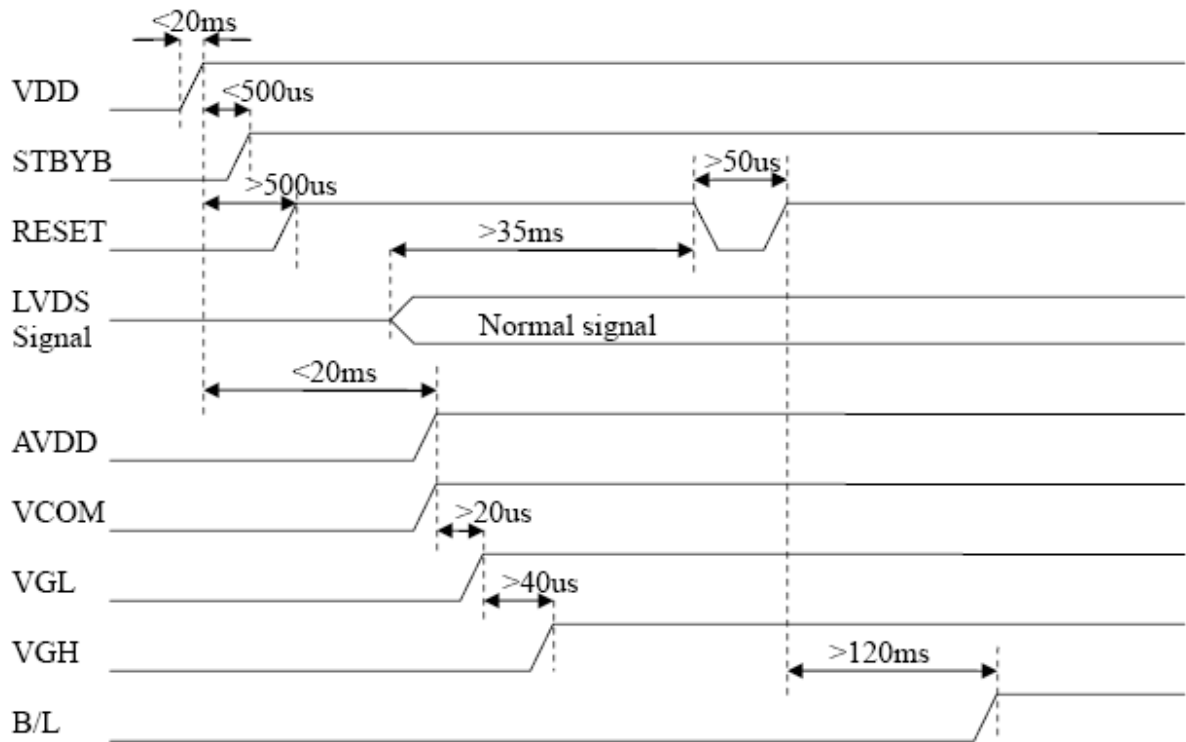 <20ms
VDD
<500us
STBYB
>50us
>500us
RESET
>35ms
LVDS
Signal
Normal signal
<20ms
AVDD
VCOM
>20us
VGL
>40us
VGH
>120ms
B/L